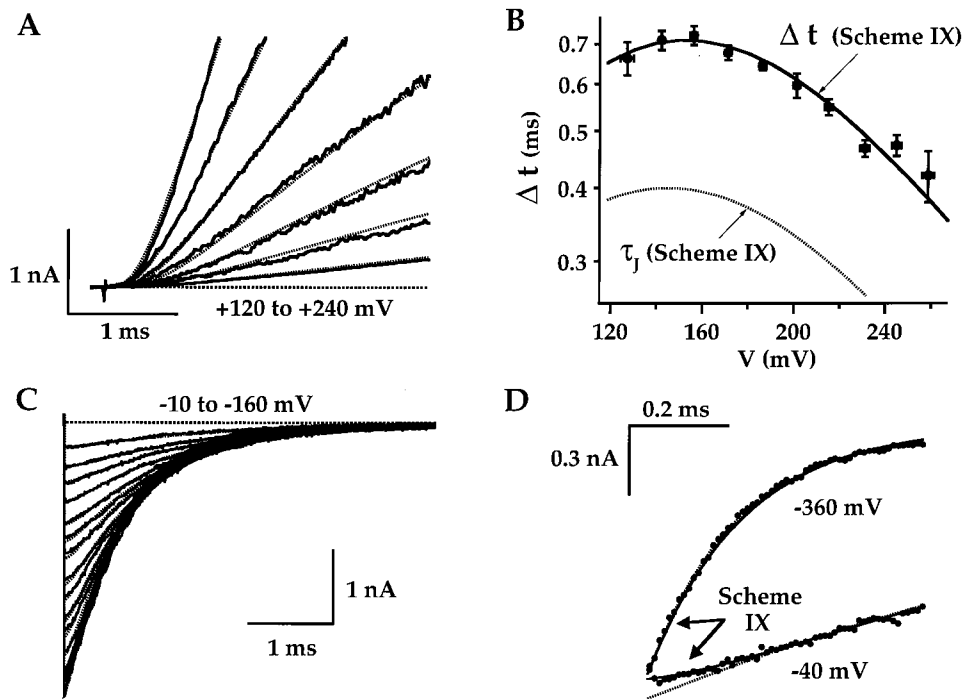 A
1 nA
1 ms
+120 to +240 mV
B
Δ t (ms)
0.7
0.6
0.5
0.4
0.3
Δ t (Scheme IX)
τJ (Scheme IX)
120
160
200
240
V (mV)
C
-10 to -160 mV
1 nA
1 ms
D
0.2 ms
0.3 nA
-360 mV
Scheme
IX
-40 mV